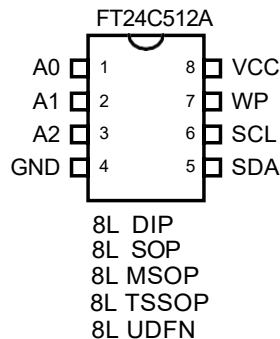 FT24C512A
A0 1 8 VCC
A1 2 7 WP
A2 3 6 SCL
GND 4 5 SDA
8L DIP
8L SOP
8L MSOP
8L TSSOP
8L UDFN